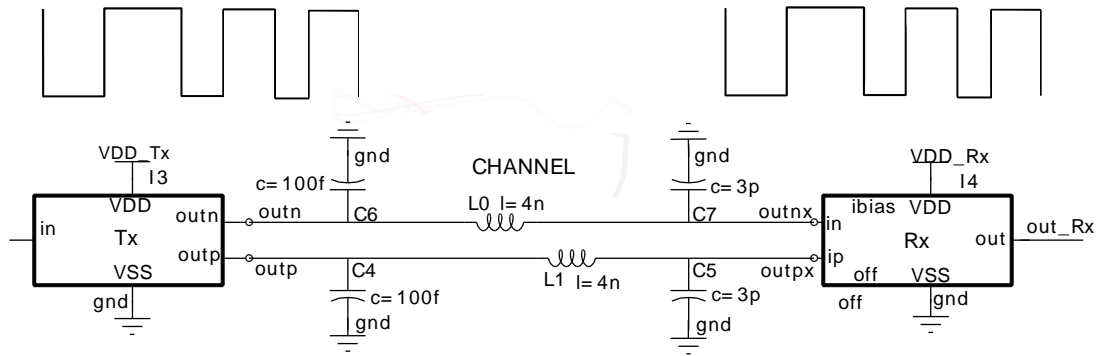 VDD_Tx
I3
VDD
in
Tx
outn
outp
VSS
gnd
outn
outp
gnd
c=100f
C6
C4
c=100f
gnd
CHANNEL
L0 l=4n
L1 l=4n
gnd
c=3p
C7
C5
c=3p
gnd
outnx
outpx
VDD_Rx
I4
ibias VDD
in
Rx
ip
out
off
VSS
off
gnd
out_Rx